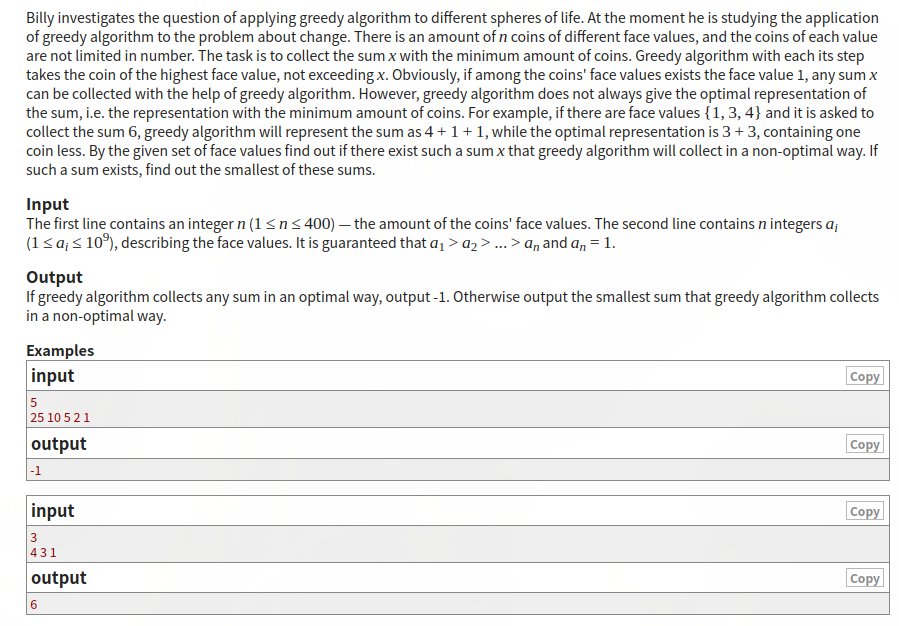 Billy investigates the question of applying greedy algorithm to different spheres of life. At the moment he is studying the application
of greedy algorithm to the problem about change. There is an amount of n coins of different face values, and the coins of each value
are not limited in number. The task is to collect the sum x with the minimum amount of coins. Greedy algorithm with each its step
takes the coin of the highest face value, not exceeding x. Obviously, if among the coins' face values exists the face value 1, any sum x
can be collected with the help of greedy algorithm. However, greedy algorithm does not always give the optimal representation of
the sum, i.e. the representation with the minimum amount of coins. For example, if there are face values {1, 3, 4} and it is asked to
collect the sum 6, greedy algorithm will represent the sum as 4 + 1 + 1, while the optimal representation is 3 + 3, containing one
coin less. By the given set of face values find out if there exist such a sum x that greedy algorithm will collect in a non-optimal way. If
such a sum exists, find out the smallest of these sums.
Input
The first line contains an integer n (1 ≤ n ≤ 400) — the amount of the coins' face values. The second line contains n integers aᵢ
(1 ≤ aᵢ ≤ 10⁹), describing the face values. It is guaranteed that a₁ > a₂ > ... > aₙ and aₙ = 1.
Output
If greedy algorithm collects any sum in an optimal way, output -1. Otherwise output the smallest sum that greedy algorithm collects
in a non-optimal way.
Examples
input Copy
5
25 10 5 2 1
output Copy
-1
input Copy
3
4 3 1
output Copy
6